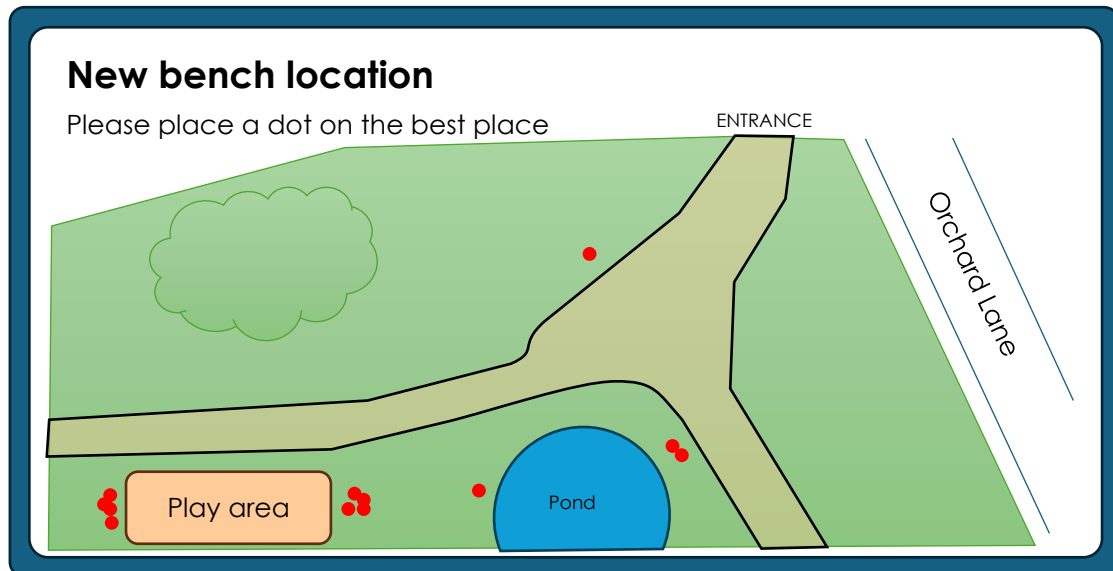 New bench location
Please place a dot on the best place
ENTRANCE
Orchard Lane
Play area
Pond